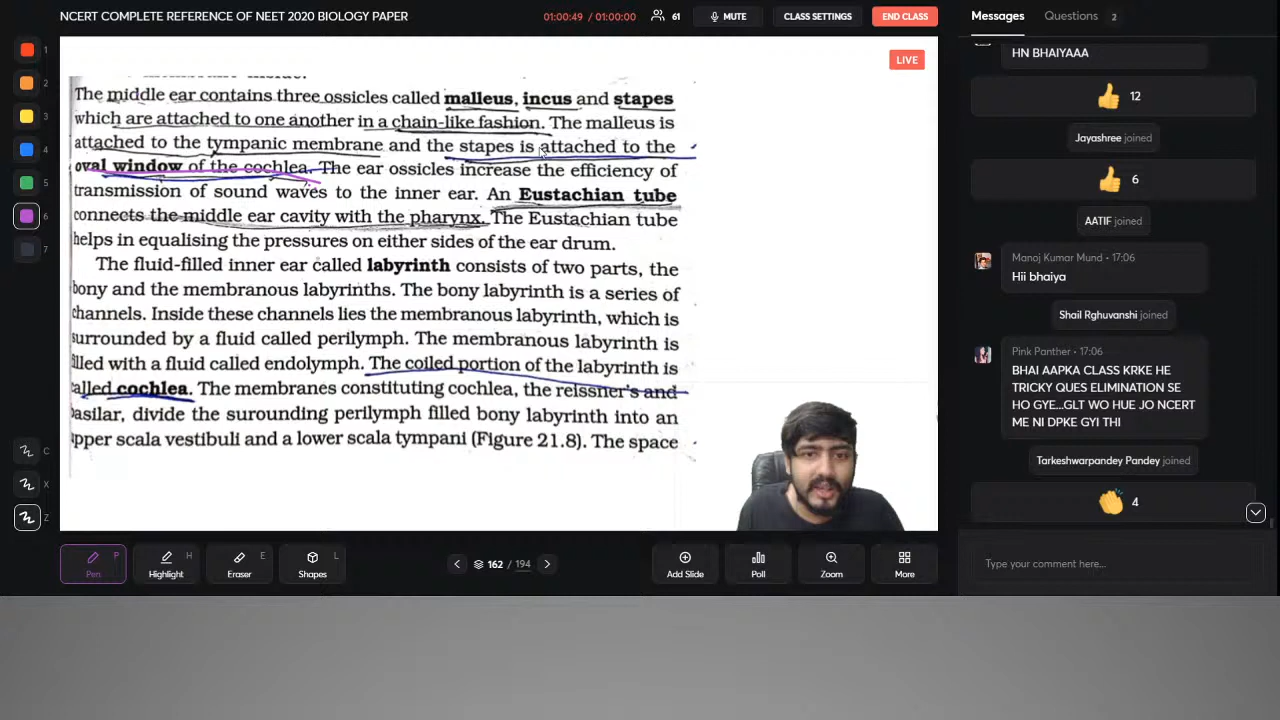 NCERT COMPLETE REFERENCE OF NEET 2020 BIOLOGY PAPER
01:00:49 / 01:00:00
61
MUTE
CLASS SETTINGS
END CLASS
Messages
Questions 2
1
2
3
4
5
6
7
C
X
Z
LIVE
The middle ear contains three ossicles called malleus, incus and stapes
which are attached to one another in a chain-like fashion. The malleus is
attached to the tympanic membrane and the stapes is attached to the
oval window of the cochlea. The ear ossicles increase the efficiency of
transmission of sound waves to the inner ear. An Eustachian tube
connects the middle ear cavity with the pharynx. The Eustachian tube
helps in equalising the pressures on either sides of the ear drum.
The fluid-filled inner ear called labyrinth consists of two parts, the
bony and the membranous labyrinths. The bony labyrinth is a series of
channels. Inside these channels lies the membranous labyrinth, which is
surrounded by a fluid called perilymph. The membranous labyrinth is
filled with a fluid called endolymph. The coiled portion of the labyrinth is
called cochlea. The membranes constituting cochlea, the reissner's and
basilar, divide the surounding perilymph filled bony labyrinth into an
upper scala vestibuli and a lower scala tympani (Figure 21.8). The space
HN BHAIYAAA
12
Jayashree joined
6
AATIF joined
Manoj Kumar Mund • 17:06
Hii bhaiya
Shail Rghuvanshi joined
Pink Panther • 17:06
BHAI AAPKA CLASS KRKE HE
TRICKY QUES ELIMINATION SE
HO GYE...GLT WO HUE JO NCERT
ME NI DPKE GYI THI
Tarkeshwarpandey Pandey joined
4
Type your comment here...
P
Pen
H
Highlight
E
Eraser
L
Shapes
162 / 194
Add Slide
Poll
Zoom
More